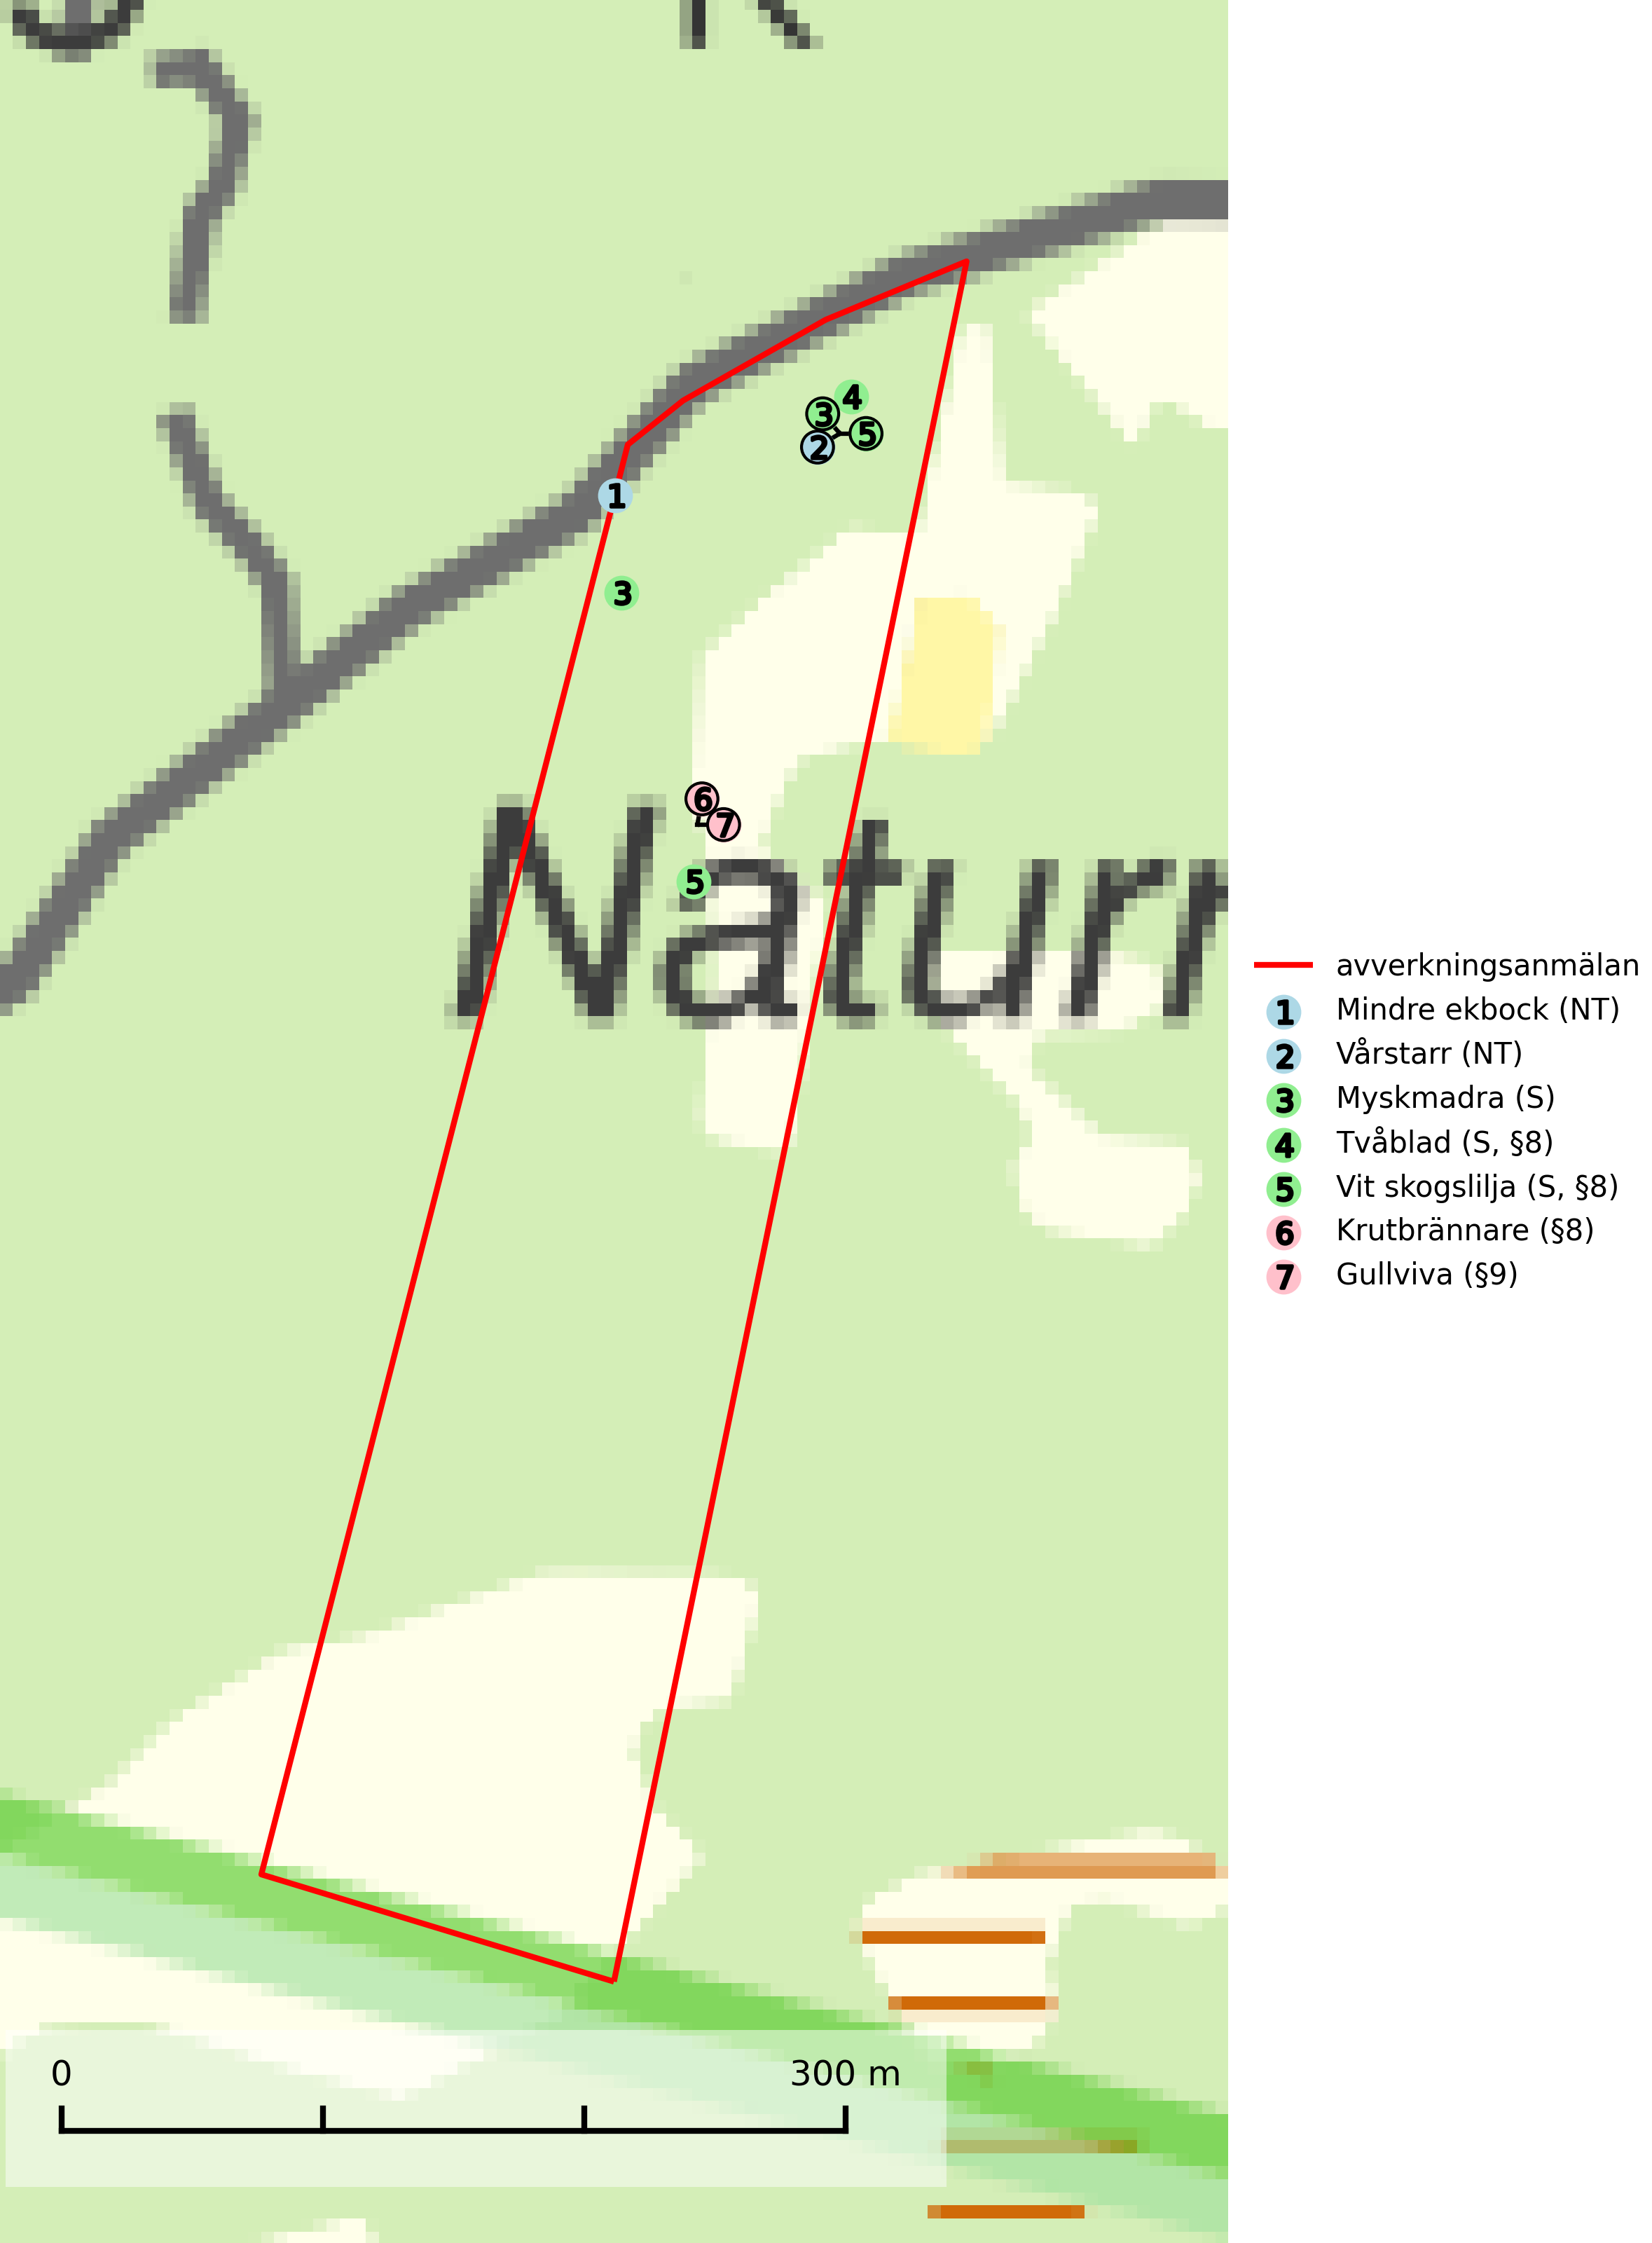 3
4
5
2
1
3
6
7
5
Naturr
avverkningsanmälan
1 Mindre ekbock (NT)
2 Vårstarr (NT)
3 Myskmadra (S)
4 Tvåblad (S, §8)
5 Vit skogslilja (S, §8)
6 Krutbrännare (§8)
7 Gullviva (§9)
0 300 m